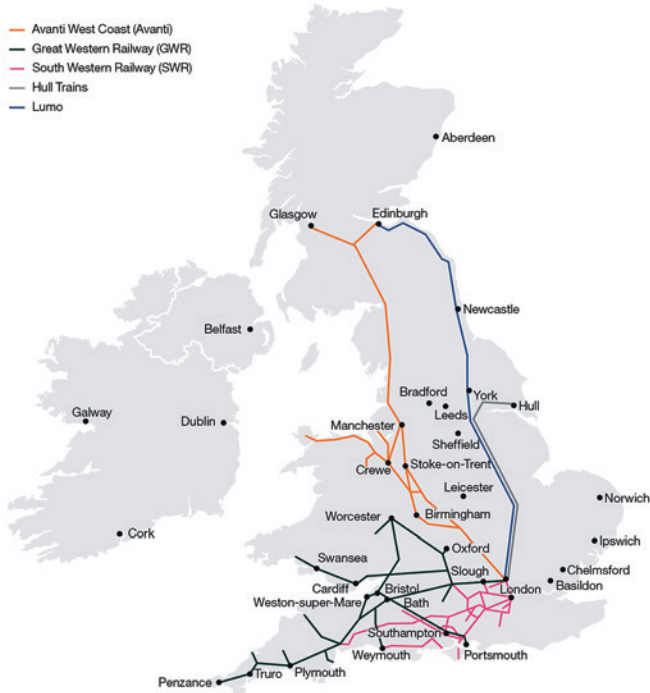 Avanti West Coast (Avanti)
Great Western Railway (GWR)
South Western Railway (SWR)
Hull Trains
Lumo
Aberdeen
Glasgow
Edinburgh
Newcastle
Belfast
Bradford
York
Hull
Galway
Dublin
Leeds
Manchester
Sheffield
Crewe
Stoke-on-Trent
Leicester
Norwich
Birmingham
Worcester
Cork
Oxford
Ipswich
Swansea
Slough
Chelmsford
Cardiff
Bristol
London
Basildon
Weston-super-Mare
Bath
Southampton
Weymouth
Portsmouth
Truro
Plymouth
Penzance